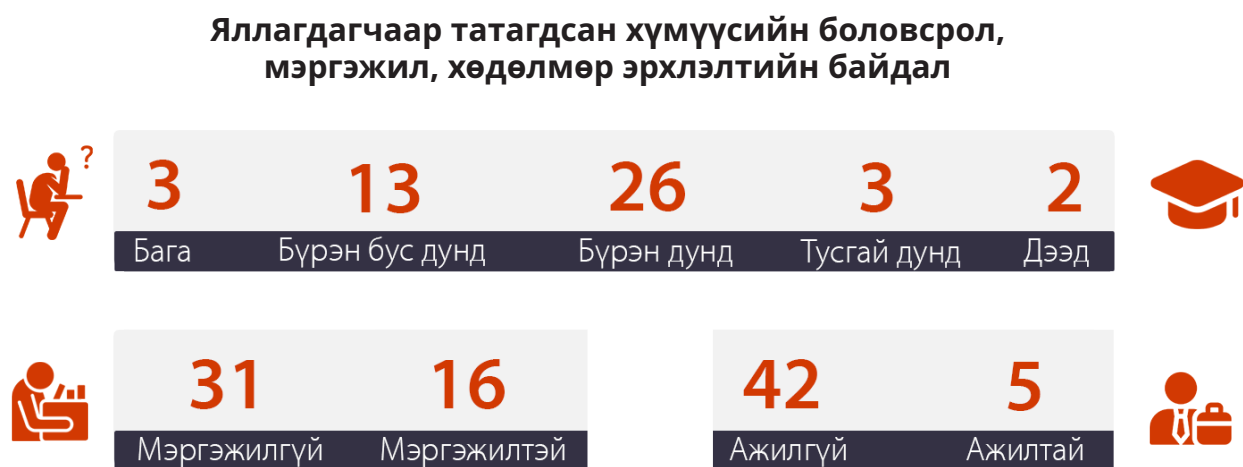 Яллагдагчаар татагдсан хүмүүсийн боловсрол,
мэргэжил, хөдөлмөр эрхлэлтийн байдал
?
3 13 26 3 2
Бага Бүрэн бус дунд Бүрэн дунд Тусгай дунд Дээд
31 16 42 5
Мэргэжилгүй Мэргэжилтэй Ажилгүй Ажилтай